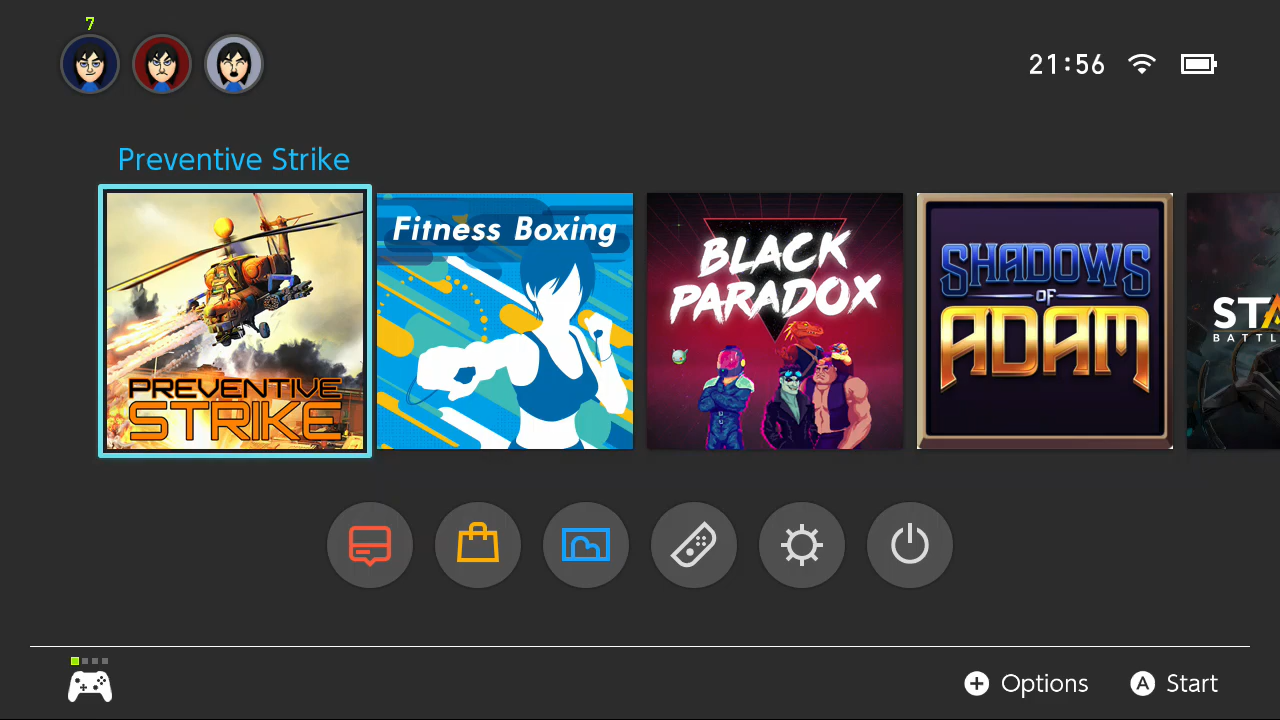 7
21:56
Preventive Strike
PREVENTIVE
STRIKE
Fitness Boxing
BLACK
PARADOX
SHADOWS
OF
ADAM
Options
A Start